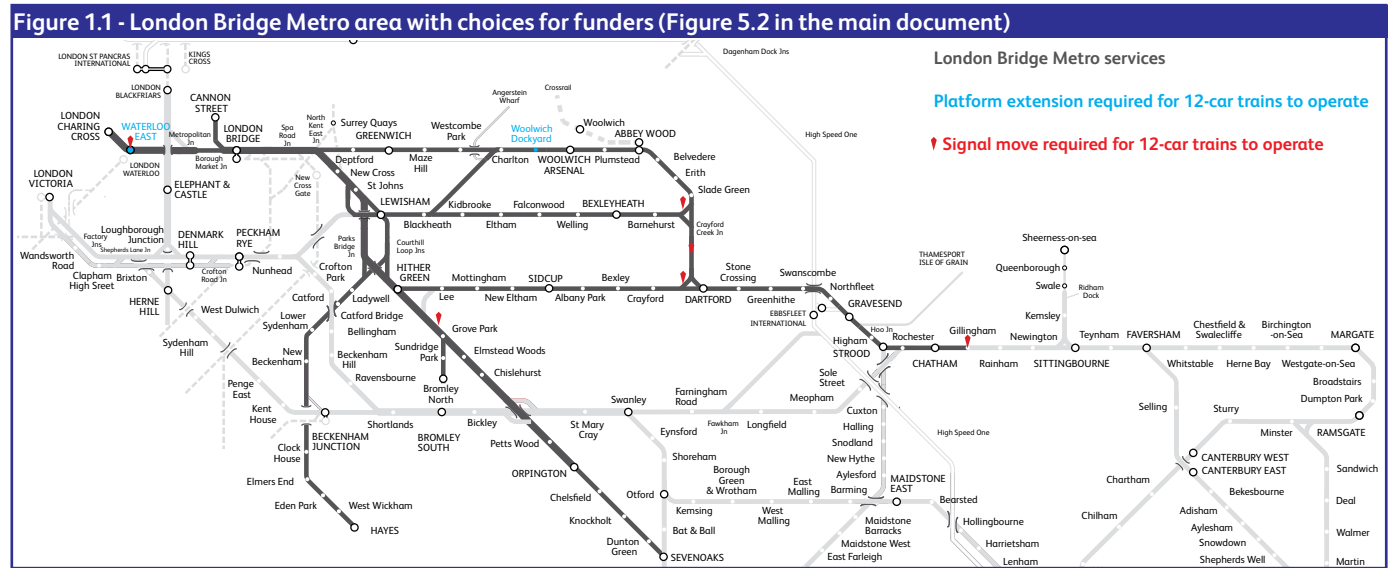 Figure 1.1 - London Bridge Metro area with choices for funders (Figure 5.2 in the main document)
London Bridge Metro services
Platform extension required for 12-car trains to operate
Signal move required for 12-car trains to operate
LONDON ST PANCRAS
INTERNATIONAL
KINGS
CROSS
Dagenham Dock Jns
LONDON
BLACKFRIARS
CANNON
STREET
LONDON
CHARING
CROSS
WATERLOO
EAST
Metropolitan
Jn
LONDON
BRIDGE
Borough
Market Jn
Spa
Road
Jn
North
Kent
East
Jn
Surrey Quays
GREENWICH
Westcombe
Park
Angerstein
Wharf
Crossrail
Woolwich
Dockyard
Woolwich
ABBEY WOOD
High Speed One
Deptford
Maze
Hill
Charlton
WOOLWICH
ARSENAL
Plumstead
Belvedere
Erith
Slade Green
LONDON
WATERLOO
LONDON
VICTORIA
ELEPHANT &
CASTLE
New
Cross
Gate
New Cross
St Johns
LEWISHAM
Blackheath
Kidbrooke
Eltham
Falconwood
Welling
BEXLEYHEATH
Barnehurst
Crayford
Creek Jn
Factory
Jns
Loughborough
Junction
Shepherds Lane Jn
DENMARK
HILL
PECKHAM
RYE
Crofton
Road Jn
Nunhead
Parks
Bridge
Jn
Courthill
Loop Jns
Wandsworth
Road
Clapham
High Sreet
Brixton
HERNE
HILL
Crofton
Park
HITHER
GREEN
Mottingham
SIDCUP
Bexley
Stone
Crossing
Swanscombe
Northfleet
THAMESPORT
ISLE OF GRAIN
Sheerness-on-sea
Queenborough
Swale
Ridham
Dock
Kemsley
Catford
Ladywell
Lee
New Eltham
Albany Park
Crayford
DARTFORD
Greenhithe
EBBSFLEET
INTERNATIONAL
GRAVESEND
Hoo Jn
West Dulwich
Lower
Sydenham
Catford Bridge
Bellingham
Grove Park
Higham
STROOD
Rochester
CHATHAM
Gillingham
Rainham
Newington
SITTINGBOURNE
Teynham
FAVERSHAM
Chestfield &
Swalecliffe
Birchington
-on-Sea
MARGATE
Whitstable
Herne Bay
Westgate-on-Sea
Broadstairs
Dumpton Park
RAMSGATE
Sydenham
Hill
New
Beckenham
Beckenham
Hill
Ravensbourne
Sundridge
Park
Elmstead Woods
Chislehurst
Bromley
North
Penge
East
Kent
House
BECKENHAM
JUNCTION
Shortlands
BROMLEY
SOUTH
Bickley
Petts Wood
St Mary
Cray
Swanley
Farningham
Road
Fawkham
Jn
Longfield
Meopham
Sole
Street
Cuxton
Halling
Snodland
New Hythe
Aylesford
Barming
High Speed One
Selling
Sturry
Minster
Sandwich
Deal
Walmer
Martin
Clock
House
Elmers End
Eden Park
West Wickham
HAYES
ORPINGTON
Chelsfield
Knockholt
Dunton
Green
SEVENOAKS
Eynsford
Shoreham
Otford
Bat & Ball
Kemsing
Borough
Green
& Wrotham
West
Malling
East
Malling
MAIDSTONE
EAST
Maidstone
Barracks
Maidstone West
East Farleigh
Bearsted
Hollingbourne
Harrietsham
Lenham
CANTERBURY WEST
CANTERBURY EAST
Chartham
Chilham
Bekesbourne
Adisham
Aylesham
Snowdown
Shepherds Well